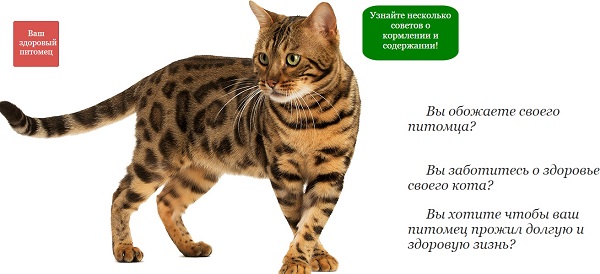 Ваш
здоровый
питомец
Узнайте несколько
советов о
кормлении и
содержании!
Вы обожаете своего
питомца?
Вы заботитесь о здоровье
своего кота?
Вы хотите чтобы ваш
питомец прожил долгую и
здоровую зизнь?